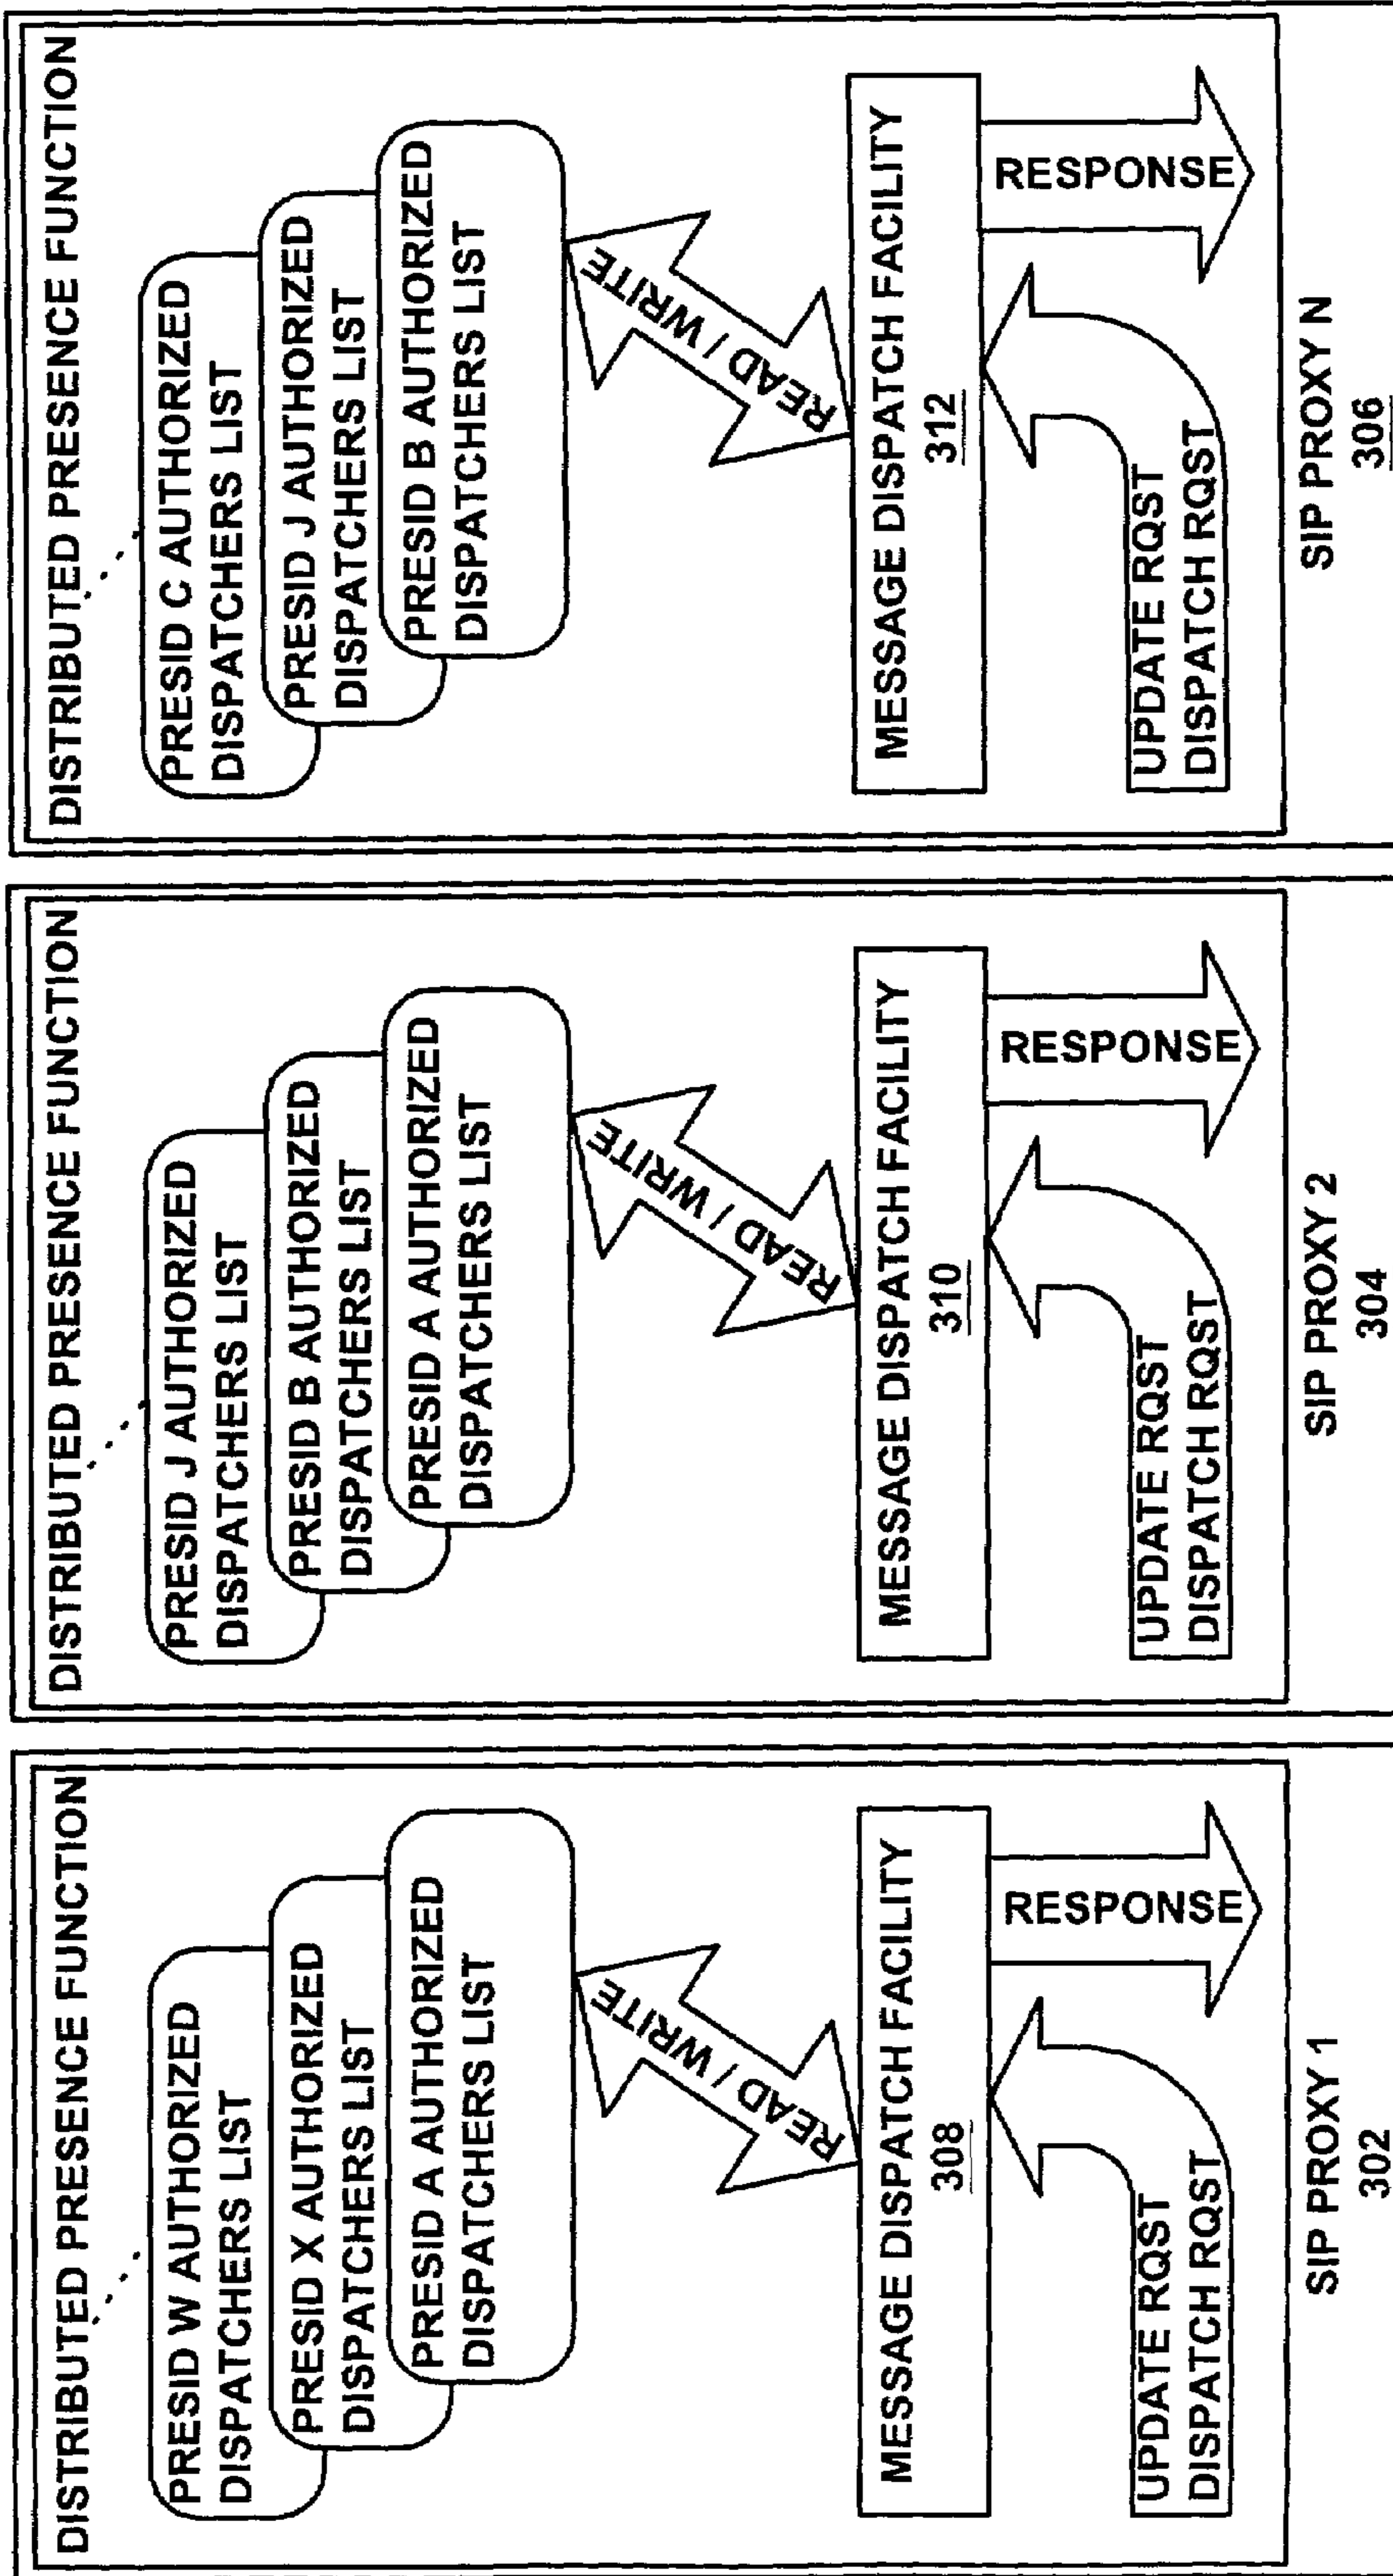 DISTRIBUTED PRESENCE FUNCTION
PRESID W AUTHORIZED
DISPATCHERS LIST
PRESID X AUTHORIZED
DISPATCHERS LIST
PRESID A AUTHORIZED
DISPATCHERS LIST
READ / WRITE
MESSAGE DISPATCH FACILITY
308
UPDATE RQST
DISPATCH RQST
RESPONSE
SIP PROXY 1
302
DISTRIBUTED PRESENCE FUNCTION
PRESID J AUTHORIZED
DISPATCHERS LIST
PRESID B AUTHORIZED
DISPATCHERS LIST
PRESID A AUTHORIZED
DISPATCHERS LIST
READ / WRITE
MESSAGE DISPATCH FACILITY
310
UPDATE RQST
DISPATCH RQST
RESPONSE
SIP PROXY 2
304
DISTRIBUTED PRESENCE FUNCTION
PRESID C AUTHORIZED
DISPATCHERS LIST
PRESID J AUTHORIZED
DISPATCHERS LIST
PRESID B AUTHORIZED
DISPATCHERS LIST
READ / WRITE
MESSAGE DISPATCH FACILITY
312
UPDATE RQST
DISPATCH RQST
RESPONSE
SIP PROXY N
306